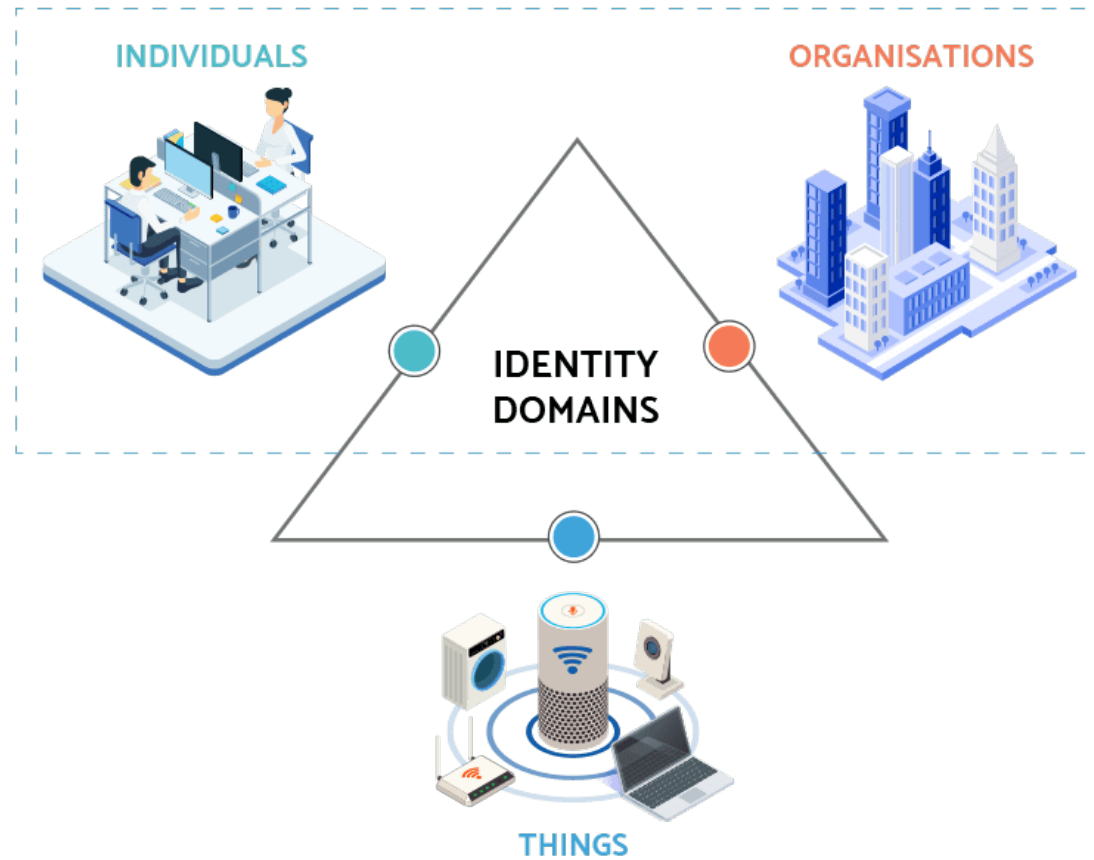 INDIVIDUALS
ORGANISATIONS
IDENTITY
DOMAINS
THINGS